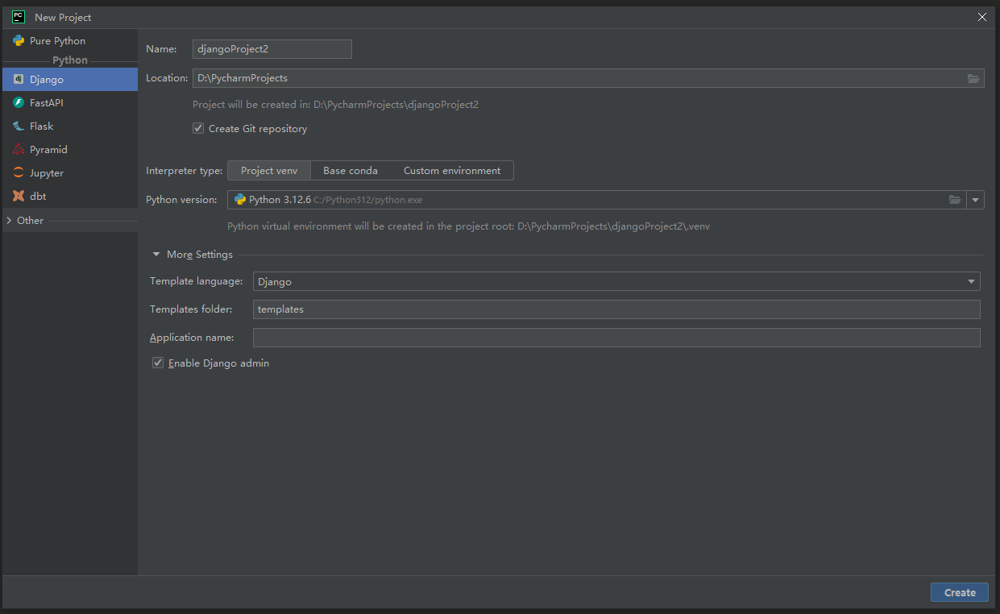 PC New Project
Pure Python
Python
dj Django
FastAPI
Flask
Pyramid
Jupyter
dbt
Other
Name: djangoProject2
Location: D:\PycharmProjects
Project will be created in: D:\PycharmProjects\djangoProject2
Create Git repository
Interpreter type: Project venv Base conda Custom environment
Python version: Python 3.12.6 C:/Python312/python.exe
Python virtual environment will be created in the project root: D:\PycharmProjects\djangoProject2\.venv
More Settings
Template language: Django
Templates folder: templates
Application name:
Enable Django admin
Create